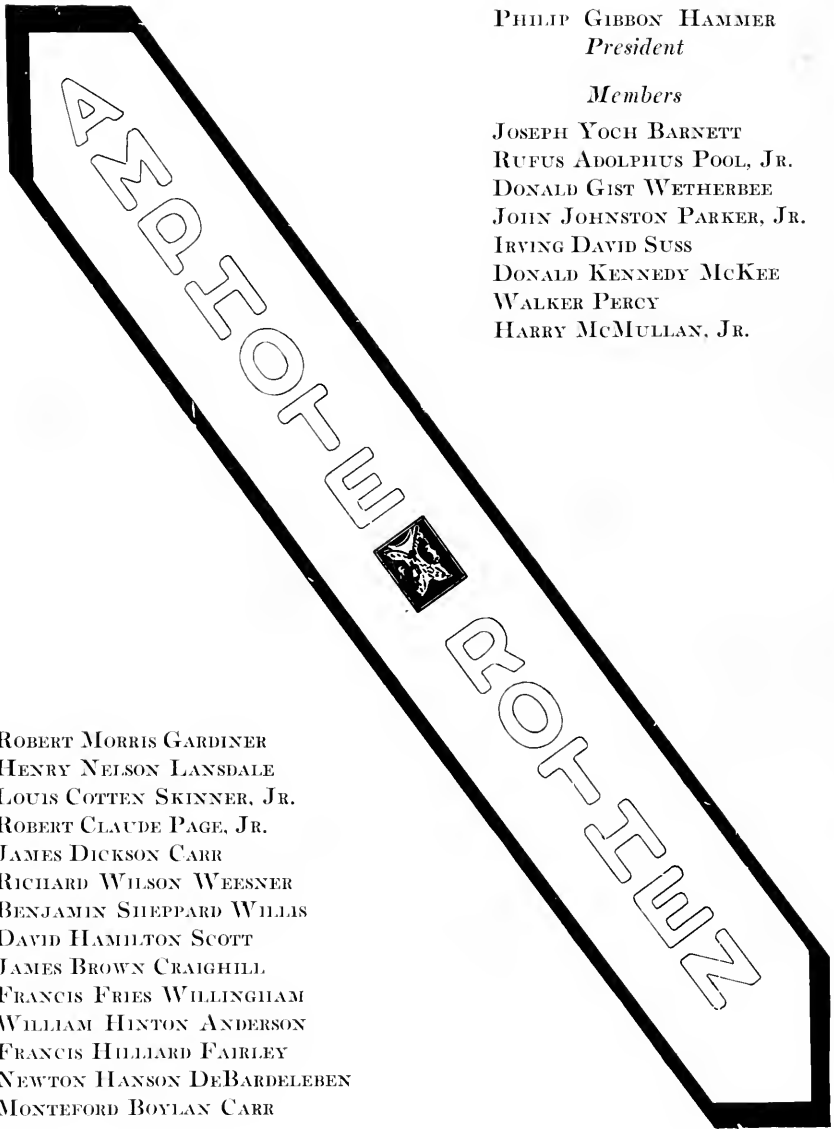 PHILIP GIBBON HAMMER
President
Members
JOSEPH YOCH BARNETT
RUFUS ADOLPHUS POOL, JR.
DONALD GIST WETHERBEE
JOHN JOHNSTON PARKER, JR.
IRVING DAVID SUSS
DONALD KENNEDY MCKEE
WALKER PERCY
HARRY MCMULLAN, JR.
AMPHOTE ROTHEN
ROBERT MORRIS GARDINER
HENRY NELSON LANSDALE
LOUIS COTTEN SKINNER, JR.
ROBERT CLAUDE PAGE, JR.
JAMES DICKSON CARR
RICHARD WILSON WEESNER
BENJAMIN SHEPPARD WILLIS
DAVID HAMILTON SCOTT
JAMES BROWN CRAIGHILL
FRANCIS FRIES WILLINGHAM
WILLIAM HINTON ANDERSON
FRANCIS HILLIARD FAIRLEY
NEWTON HANSON DEBARDELEBEN
MONTEFORD BOYLAN CARR